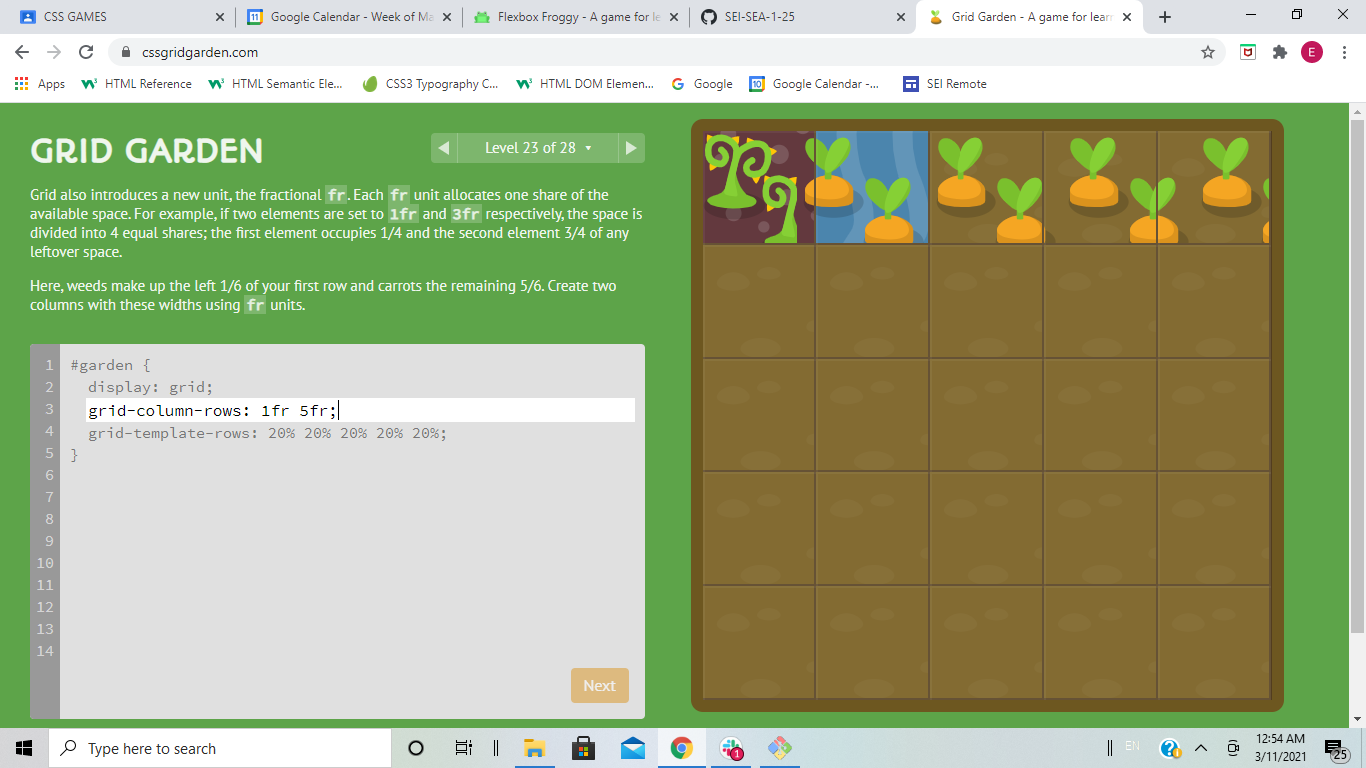 CSS GAMES
Google Calendar - Week of Ma
Flexbox Froggy - A game for le
SEI-SEA-1-25
Grid Garden - A game for learn
cssgridgarden.com
E
Apps
HTML Reference
HTML Semantic Ele...
CSS3 Typography C...
HTML DOM Elemen...
Google
Google Calendar -...
SEI Remote
GRID GARDEN
Level 23 of 28
Grid also introduces a new unit, the fractional fr. Each fr unit allocates one share of the
available space. For example, if two elements are set to 1fr and 3fr respectively, the space is
divided into 4 equal shares; the first element occupies 1/4 and the second element 3/4 of any
leftover space.
Here, weeds make up the left 1/6 of your first row and carrots the remaining 5/6. Create two
columns with these widths using fr units.
1 #garden {
2 display: grid;
3 grid-column-rows: 1fr 5fr;
4 grid-template-rows: 20% 20% 20% 20% 20%;
5 }
6
7
8
9
10
11
12
13
14
Next
Type here to search
1
EN
12:54 AM
3/11/2021
25